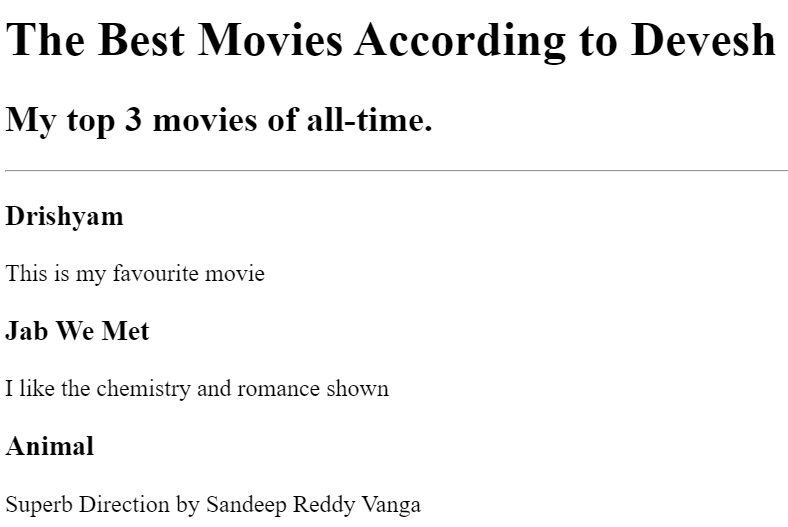 The Best Movies According to Devesh
My top 3 movies of all-time.
Drishyam
This is my favourite movie
Jab We Met
I like the chemistry and romance shown
Animal
Superb Direction by Sandeep Reddy Vanga